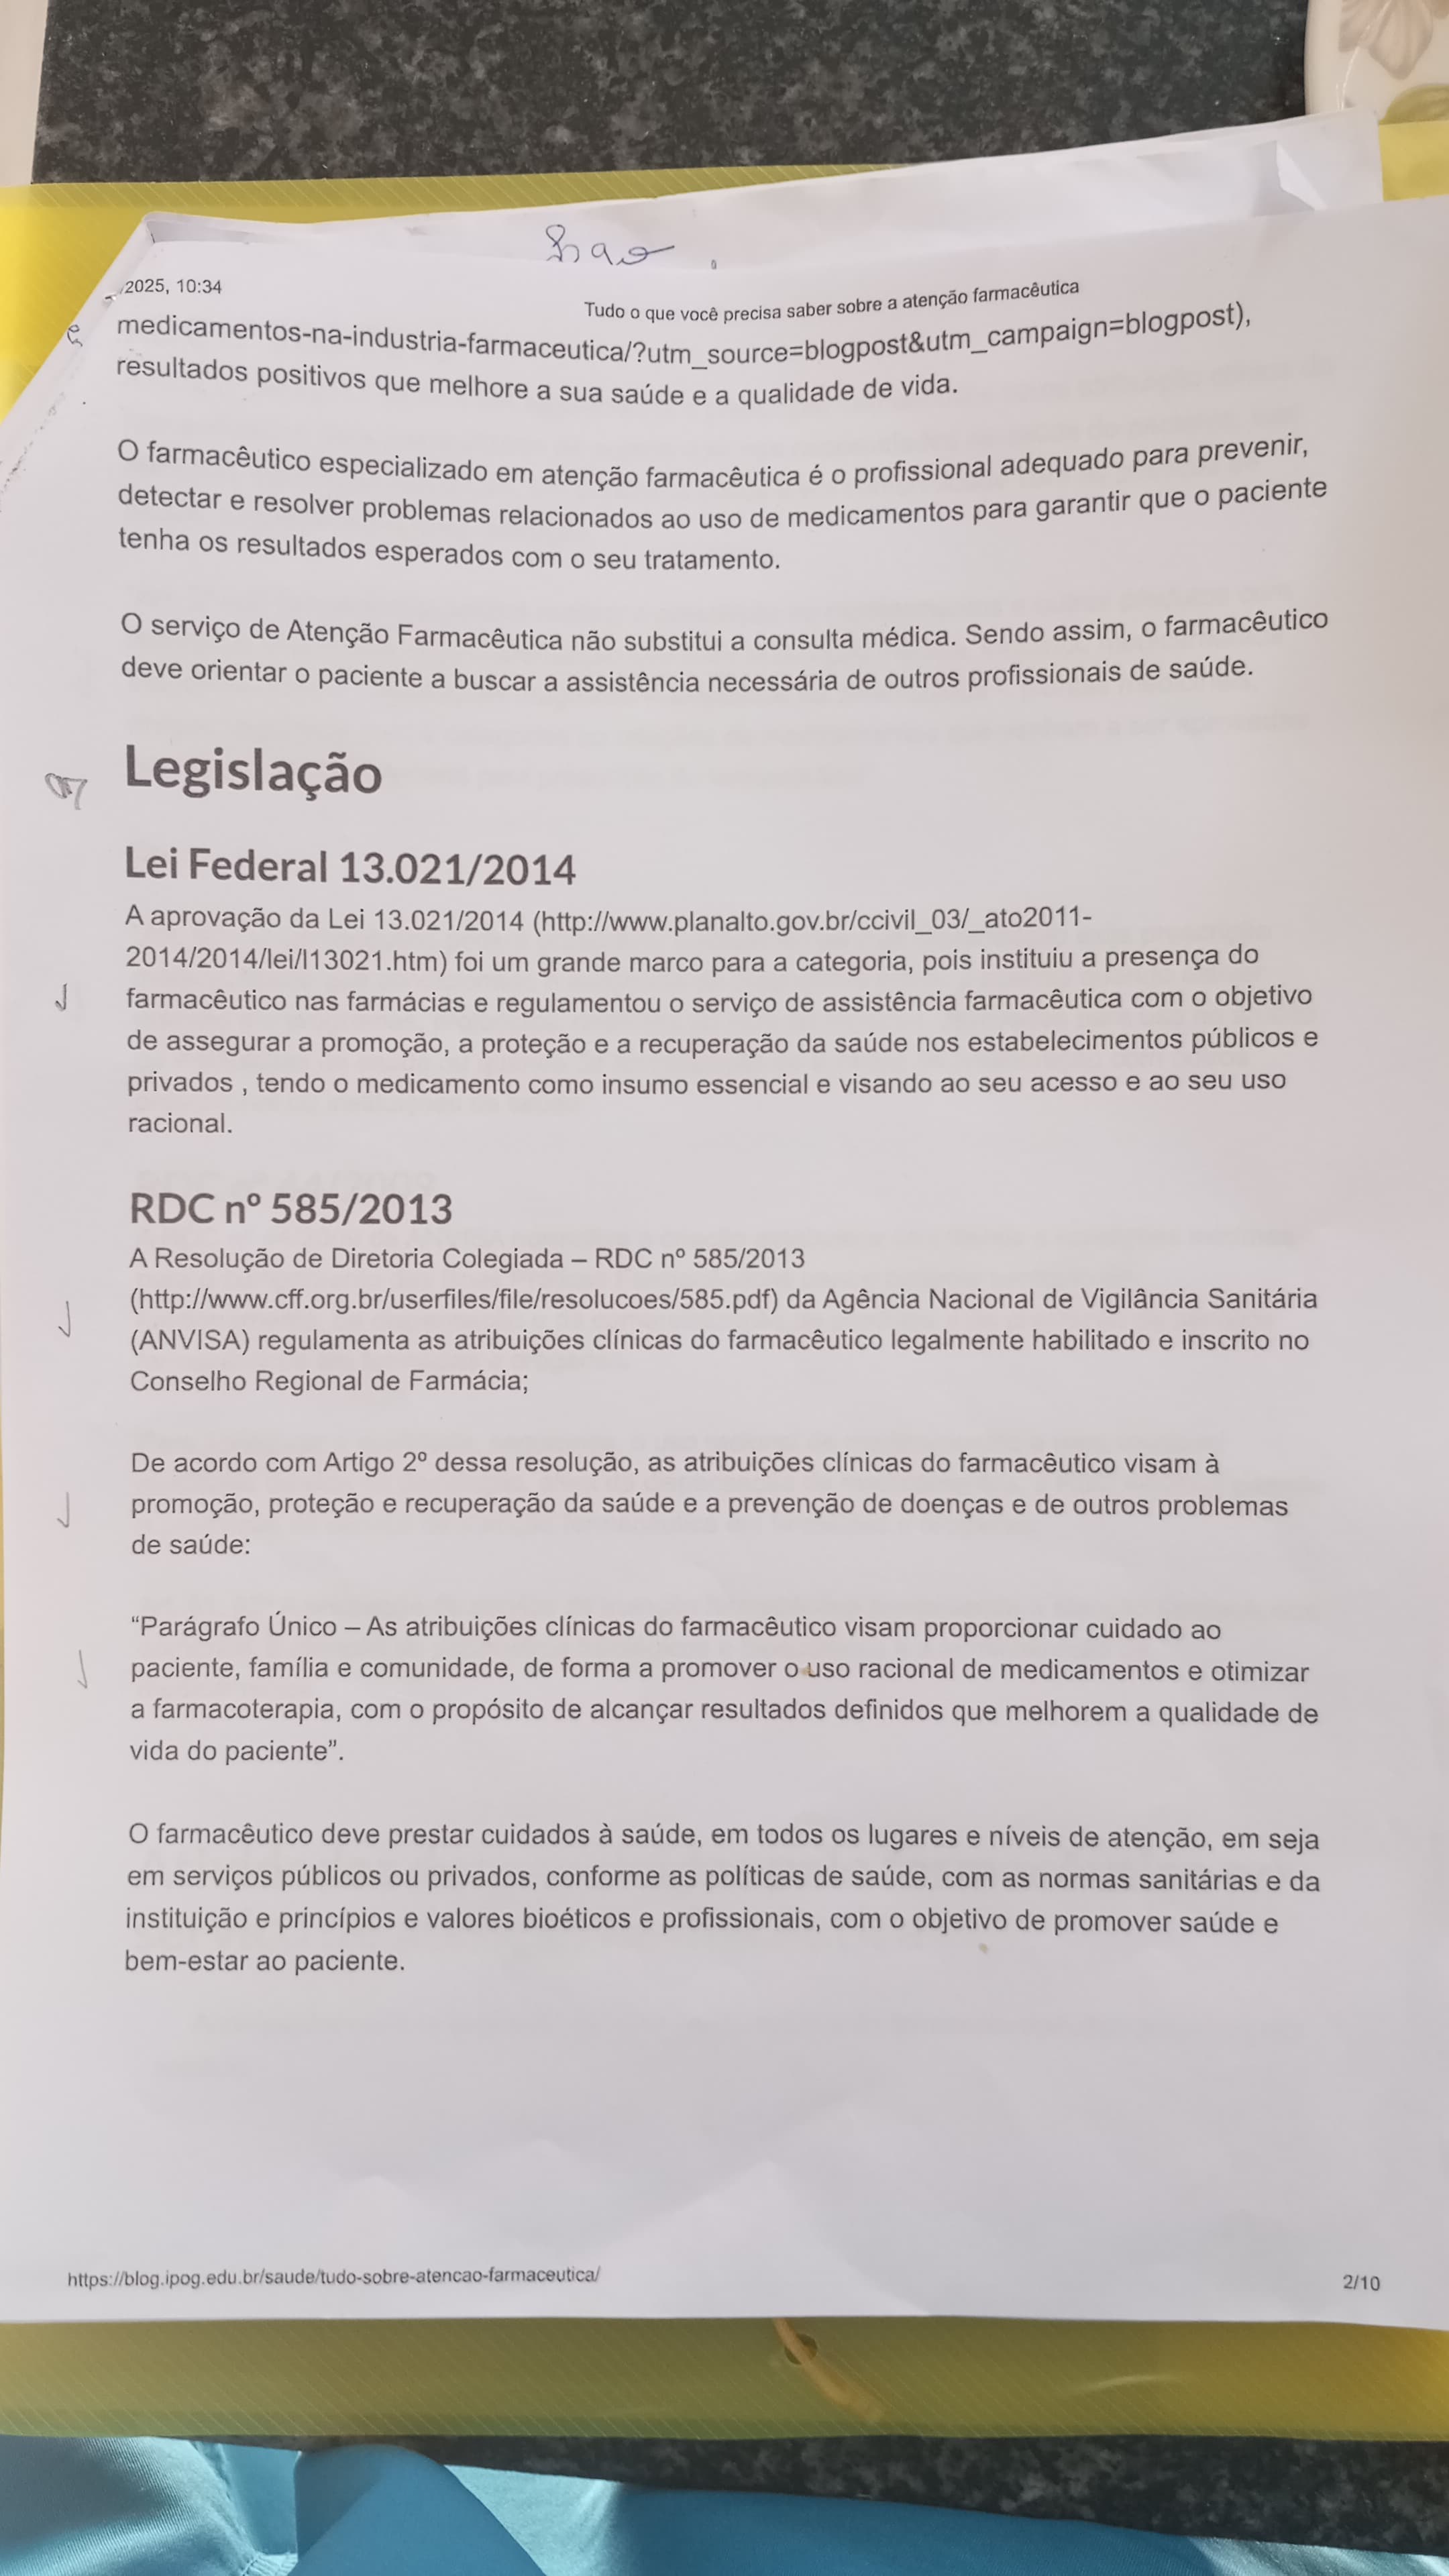 2025, 10:34
Tudo o que você precisa saber sobre a atenção farmacêutica
medicamentos-na-industria-farmaceutica/?utm_source=blogpost&utm_campaign=blogpost),
resultados positivos que melhore a sua saúde e a qualidade de vida.
O farmacêutico especializado em atenção farmacêutica é o profissional adequado para prevenir,
detectar e resolver problemas relacionados ao uso de medicamentos para garantir que o paciente
tenha os resultados esperados com o seu tratamento.
O serviço de Atenção Farmacêutica não substitui a consulta médica. Sendo assim, o farmacêutico
deve orientar o paciente a buscar a assistência necessária de outros profissionais de saúde.
Legislação
Lei Federal 13.021/2014
A aprovação da Lei 13.021/2014 (http://www.planalto.gov.br/ccivil_03/_ato2011-
2014/2014/lei/l13021.htm) foi um grande marco para a categoria, pois instituiu a presença do
farmacêutico nas farmácias e regulamentou o serviço de assistência farmacêutica com o objetivo
de assegurar a promoção, a proteção e a recuperação da saúde nos estabelecimentos públicos e
privados , tendo o medicamento como insumo essencial e visando ao seu acesso e ao seu uso
racional.
RDC nº 585/2013
A Resolução de Diretoria Colegiada – RDC nº 585/2013
(http://www.cff.org.br/userfiles/file/resolucoes/585.pdf) da Agência Nacional de Vigilância Sanitária
(ANVISA) regulamenta as atribuições clínicas do farmacêutico legalmente habilitado e inscrito no
Conselho Regional de Farmácia;
De acordo com Artigo 2º dessa resolução, as atribuições clínicas do farmacêutico visam à
promoção, proteção e recuperação da saúde e a prevenção de doenças e de outros problemas
de saúde:
“Parágrafo Único – As atribuições clínicas do farmacêutico visam proporcionar cuidado ao
paciente, família e comunidade, de forma a promover o uso racional de medicamentos e otimizar
a farmacoterapia, com o propósito de alcançar resultados definidos que melhorem a qualidade de
vida do paciente”.
O farmacêutico deve prestar cuidados à saúde, em todos os lugares e níveis de atenção, em seja
em serviços públicos ou privados, conforme as políticas de saúde, com as normas sanitárias e da
instituição e princípios e valores bioéticos e profissionais, com o objetivo de promover saúde e
bem-estar ao paciente.
https://blog.ipog.edu.br/saude/tudo-sobre-atencao-farmaceutica/
2/10